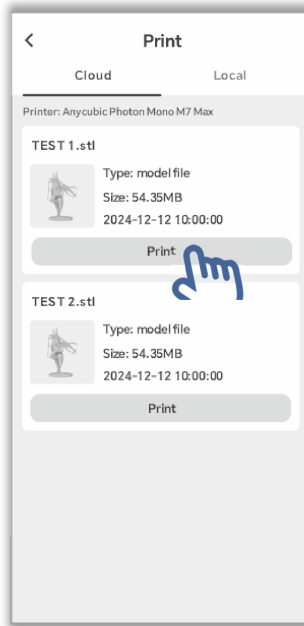 Print
Cloud Local
Printer: Anycubic Photon Mono M7 Max
TEST 1.stl
Type: model file
Size: 54.35MB
2024-12-12 10:00:00
Print
TEST 2.stl
Type: model file
Size: 54.35MB
2024-12-12 10:00:00
Print